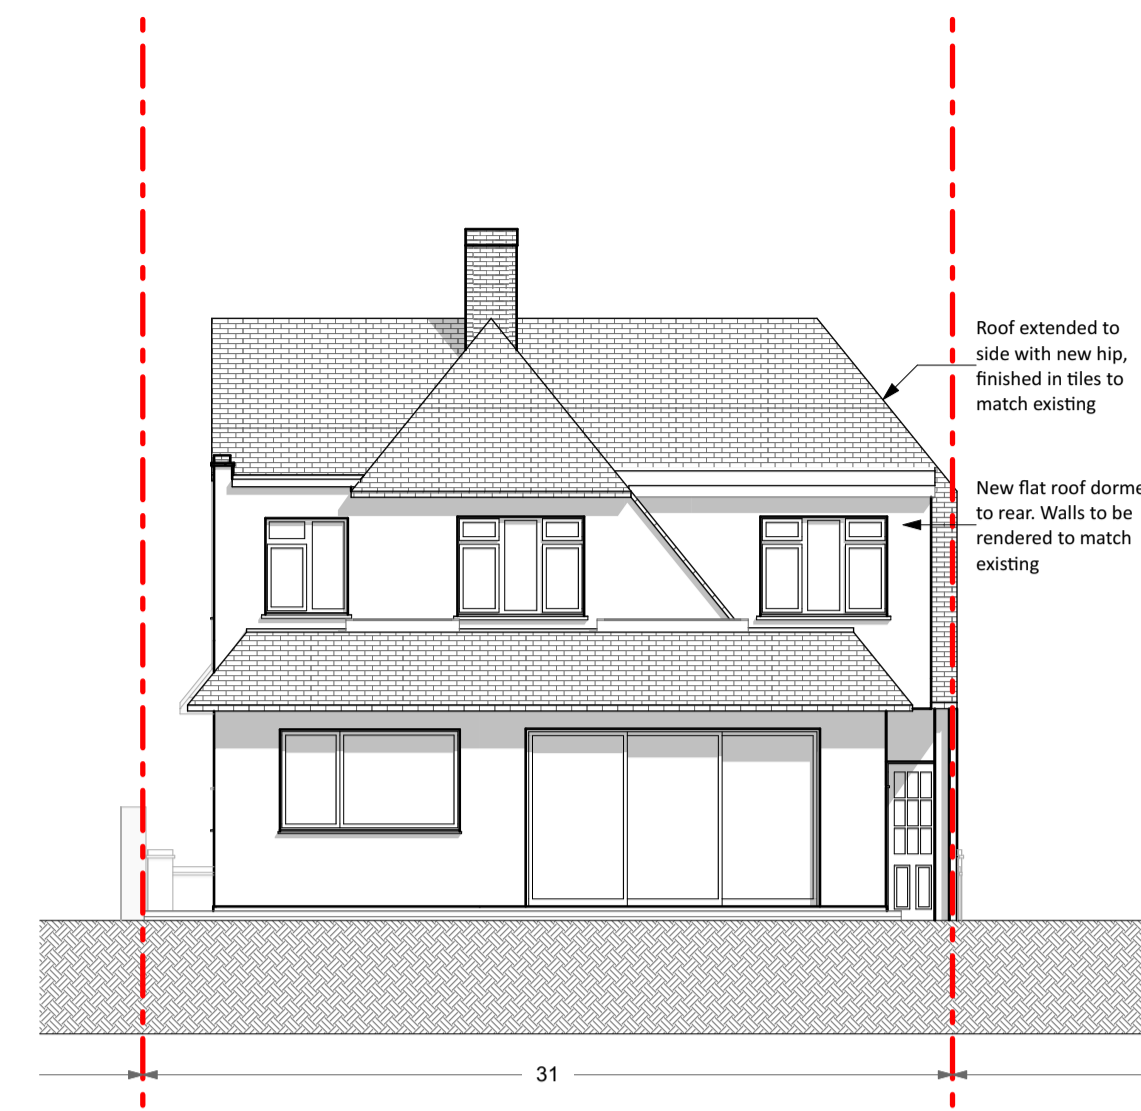 Roof extended to
side with new hip,
finished in tiles to
match existing
New flat roof dorme
to rear. Walls to be
rendered to match
existing
31